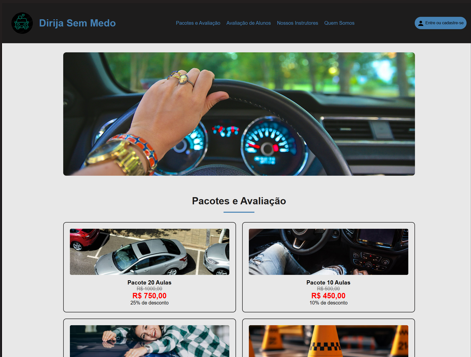 Dirija Sem Medo
Pacotes e Avaliação Avaliação de Alunos Nossos Instrutores Quem Somos
Entre ou cadastre-se
Pacotes e Avaliação
Pacote 20 Aulas
R$ 1000,00
R$ 750,00
25% de desconto
Pacote 10 Aulas
R$ 500,00
R$ 450,00
10% de desconto